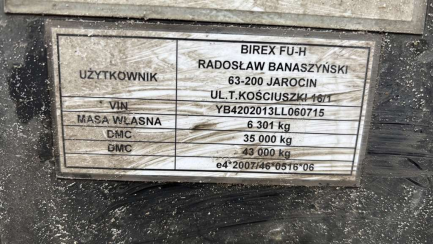 BIREX FU-H
UŻYTKOWNIK RADOSŁAW BANASZYŃSKI
63-200 JAROCIN
UL.T.KOŚCIUSZKI 16/1
VIN YB4202013LL060715
MASA WŁASNA 6 301 kg
DMC 35 000 kg
DMC 43 000 kg
e4*2007/46*0516*06